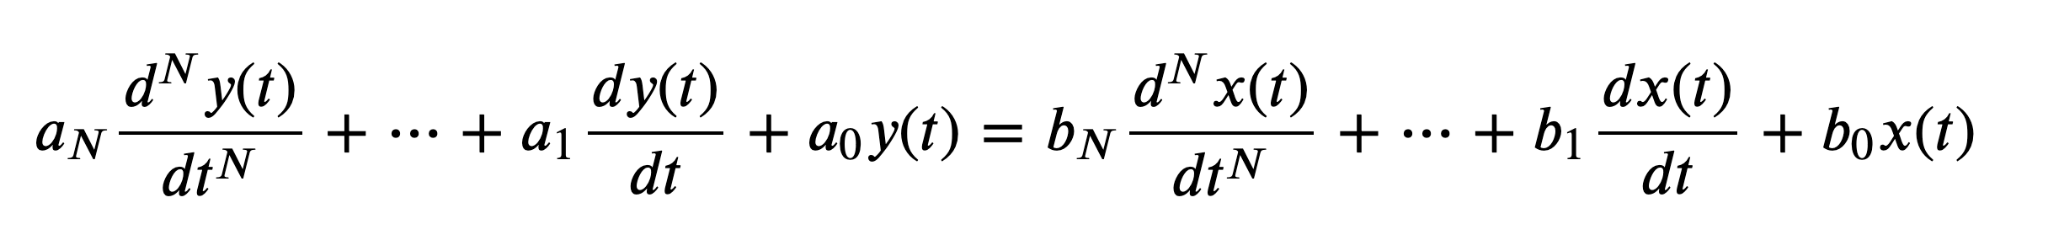 a_N \frac{d^N y(t)}{dt^N} + \cdots + a_1 \frac{dy(t)}{dt} + a_0 y(t) = b_N \frac{d^N x(t)}{dt^N} + \cdots + b_1 \frac{dx(t)}{dt} + b_0 x(t)